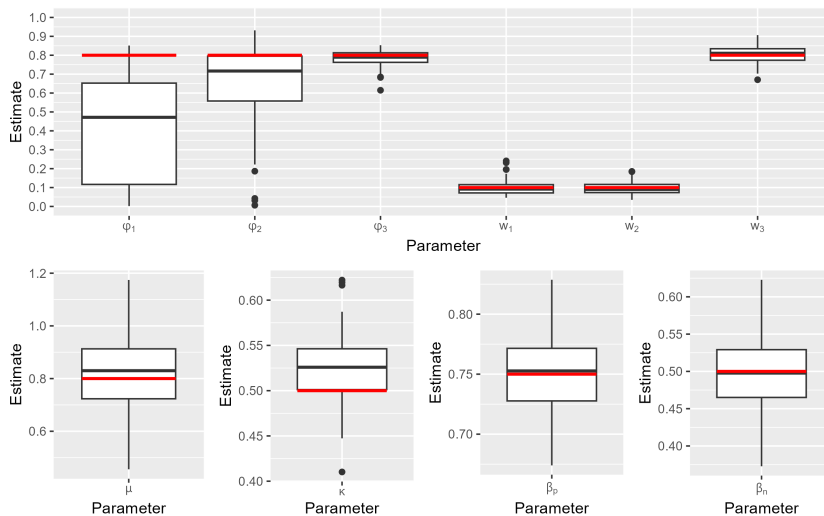 1.0
0.9
0.8
0.7
0.6
0.5
0.4
0.3
0.2
0.1
0.0
Estimate
φ₁ φ₂ φ₃ w₁ w₂ w₃
Parameter
1.2
1.0
0.8
0.6
Estimate
μ
Parameter
0.60
0.55
0.50
0.45
0.40
Estimate
κ
Parameter
0.80
0.75
0.70
Estimate
βₚ
Parameter
0.60
0.55
0.50
0.45
0.40
Estimate
βₙ
Parameter